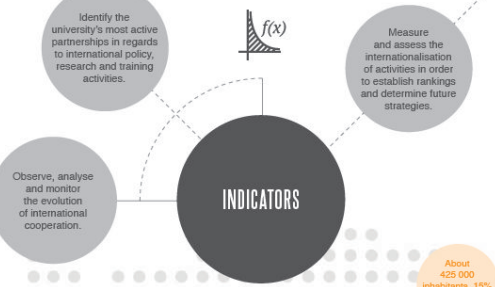 Identify the
university's most active
partnerships in regards
to international policy,
research and training
activities.
f(x)
Measure
and assess the
internationalisation
of activities in order
to establish rankings
and determine future
strategies.
Observe, analyse
and monitor
the evolution
of international
cooperation.
INDICATORS
About
425 000
inhabitants, 15%